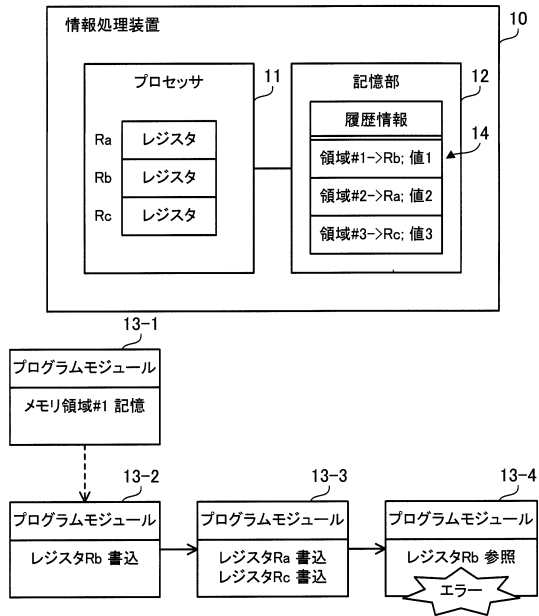 10
情報処理装置
11
プロセッサ
Ra レジスタ
Rb レジスタ
Rc レジスタ
12
記憶部
履歴情報
14
領域#1->Rb; 値1
領域#2->Ra; 値2
領域#3->Rc; 値3
13-1
プログラムモジュール
メモリ領域#1 記憶
13-2
プログラムモジュール
レジスタRb 書込
13-3
プログラムモジュール
レジスタRa 書込
レジスタRc 書込
13-4
プログラムモジュール
レジスタRb 参照
エラー